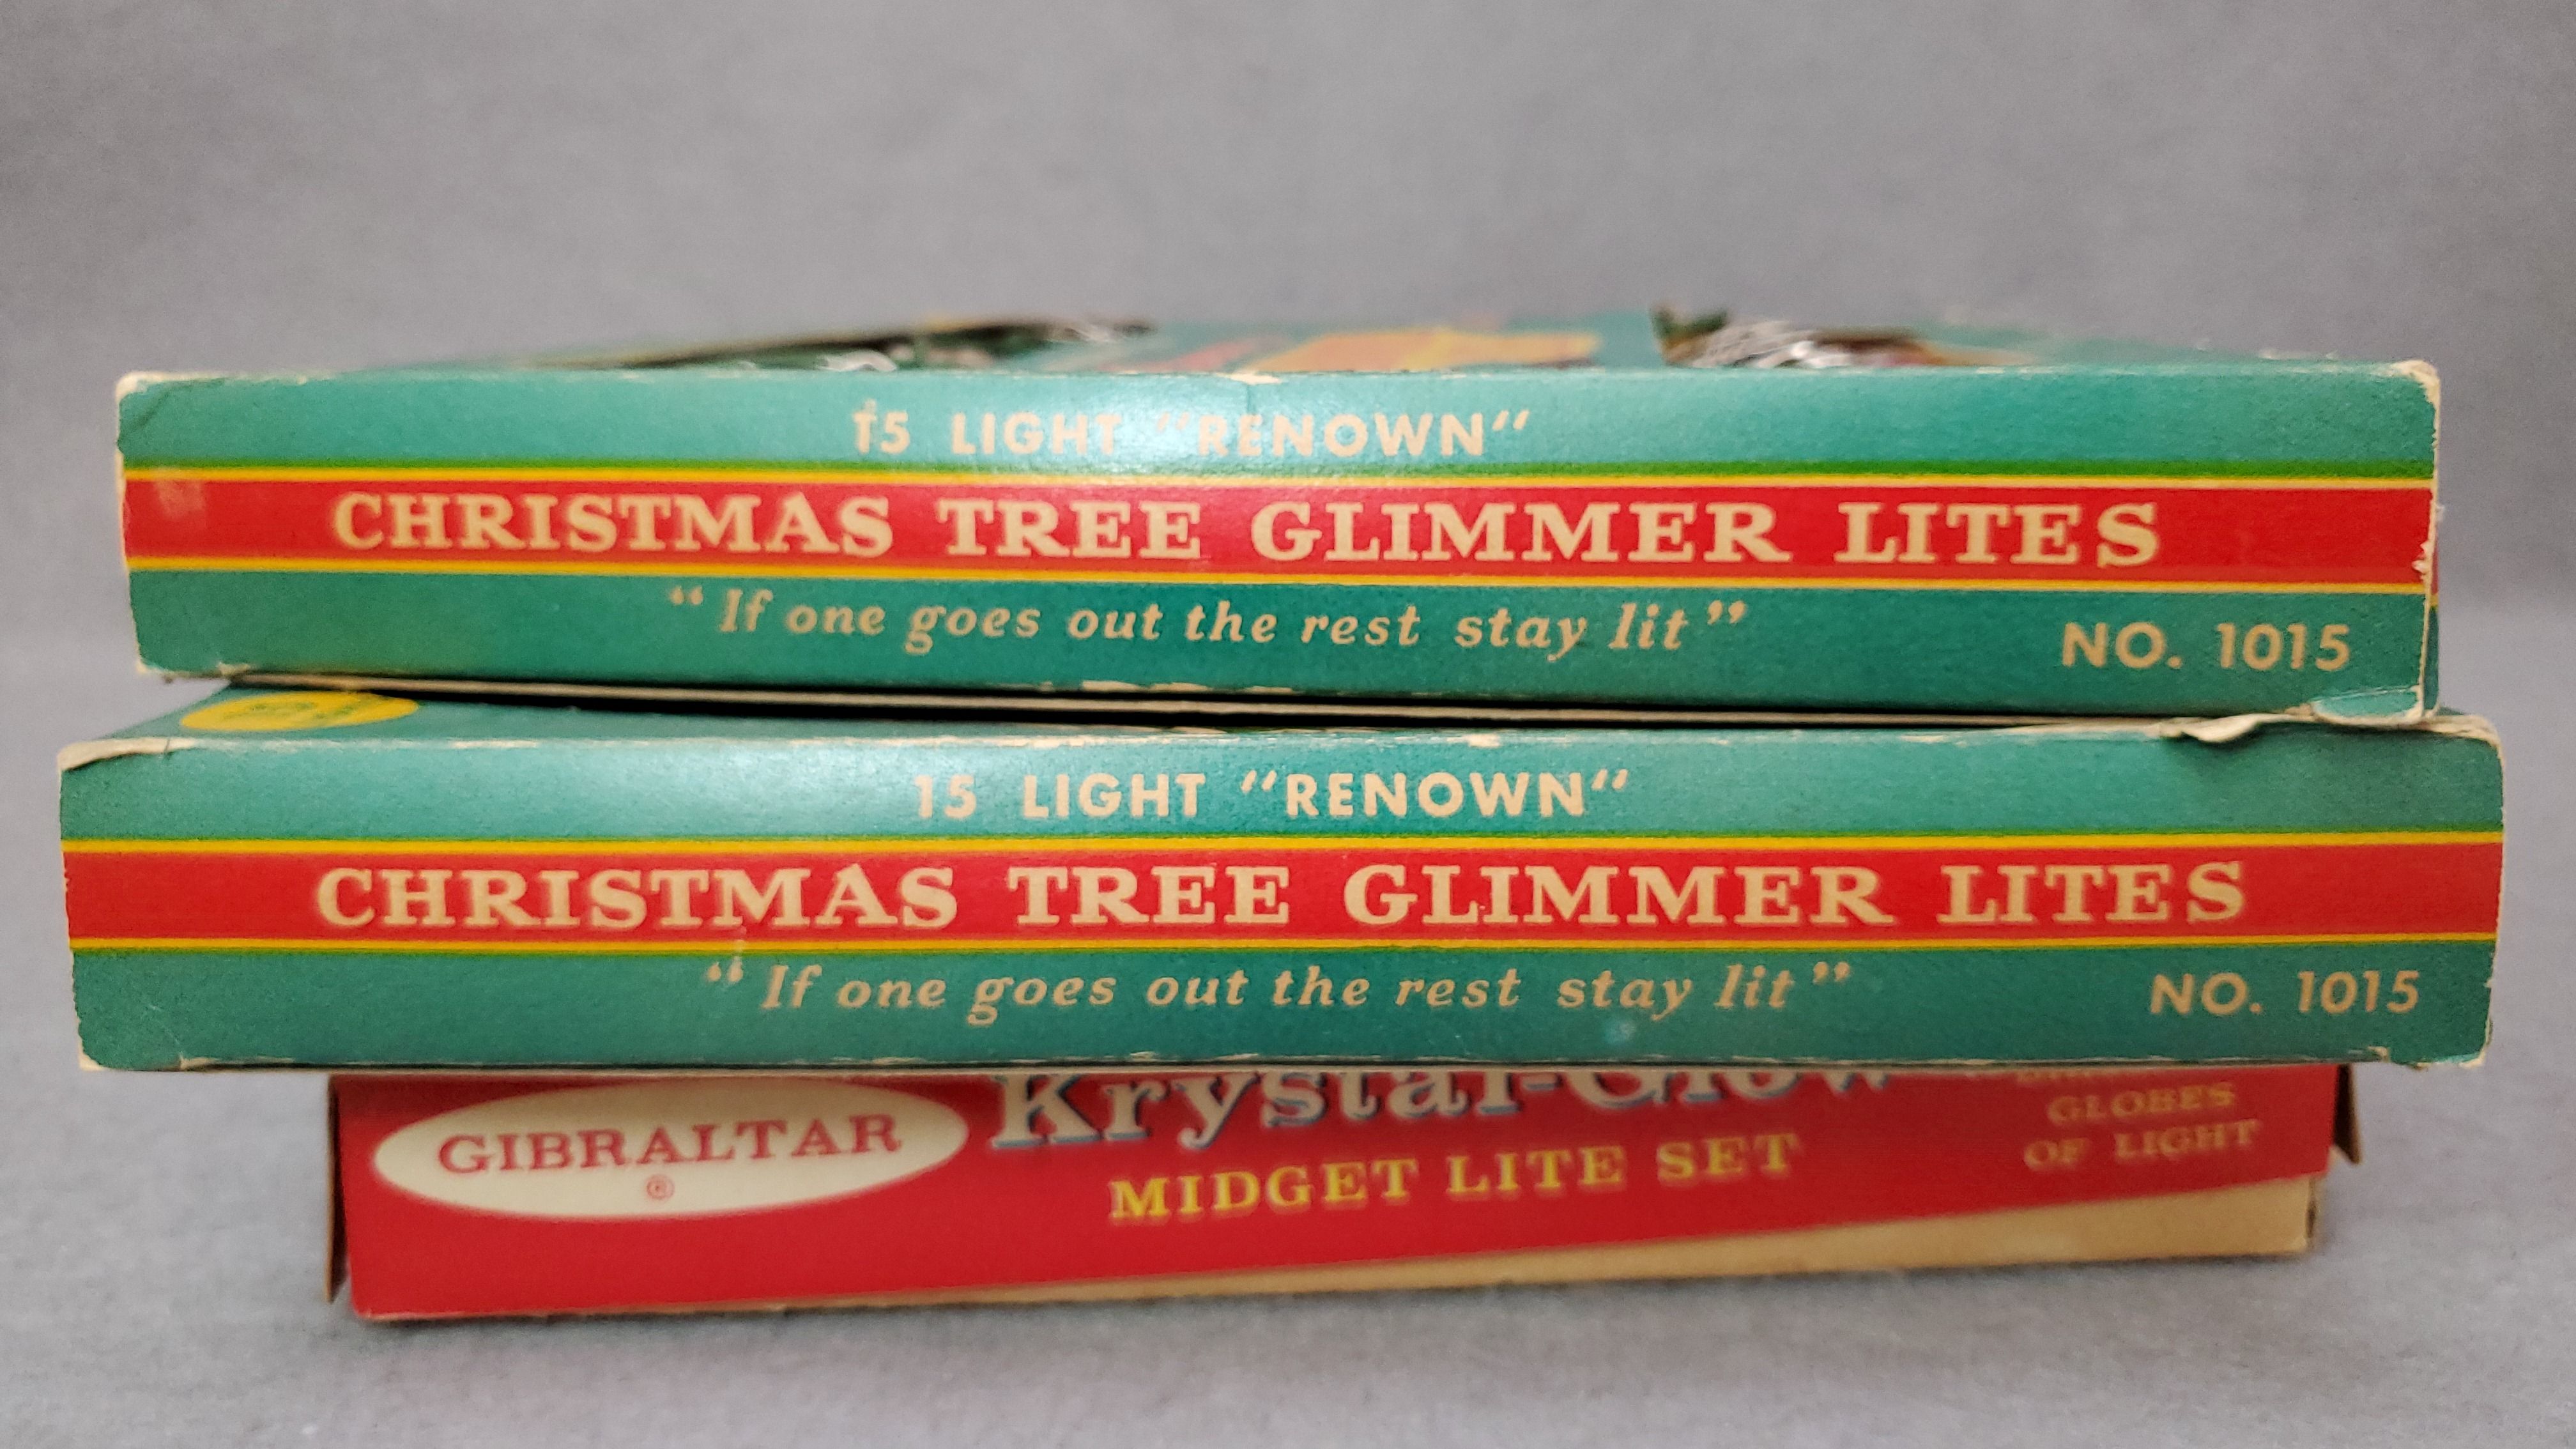 15 LIGHT "RENOWN"
CHRISTMAS TREE GLIMMER LITES
"If one goes out the rest stay lit"
NO. 1015
15 LIGHT "RENOWN"
CHRISTMAS TREE GLIMMER LITES
"If one goes out the rest stay lit"
NO. 1015
GIBRALTAR
®
Krystal-Glow
MIDGET LITE SET
GLOBES
OF LIGHT